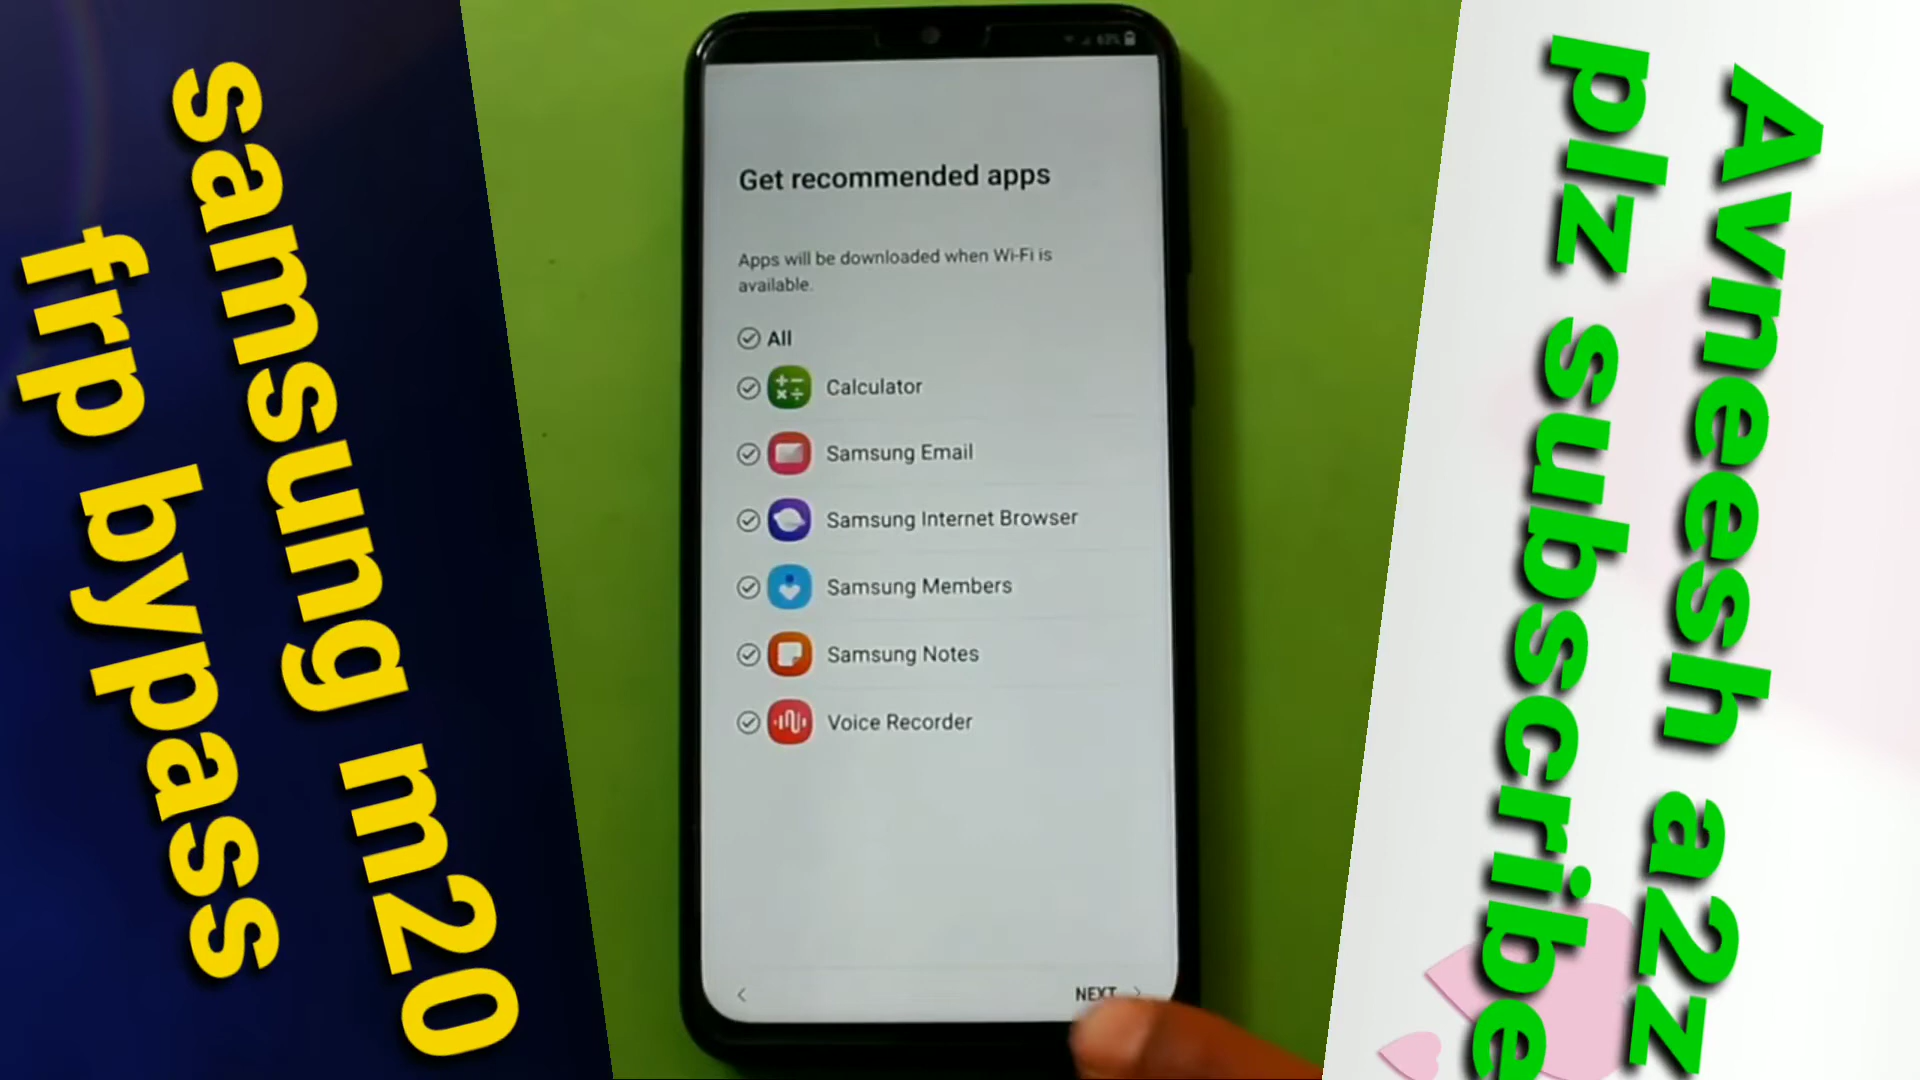 samsung m20
frp bypass
63%
Get recommended apps
Apps will be downloaded when Wi-Fi is
available.
All
Calculator
Samsung Email
Samsung Internet Browser
Samsung Members
Samsung Notes
Voice Recorder
NEXT
Avneesh a2z
plz subscribe